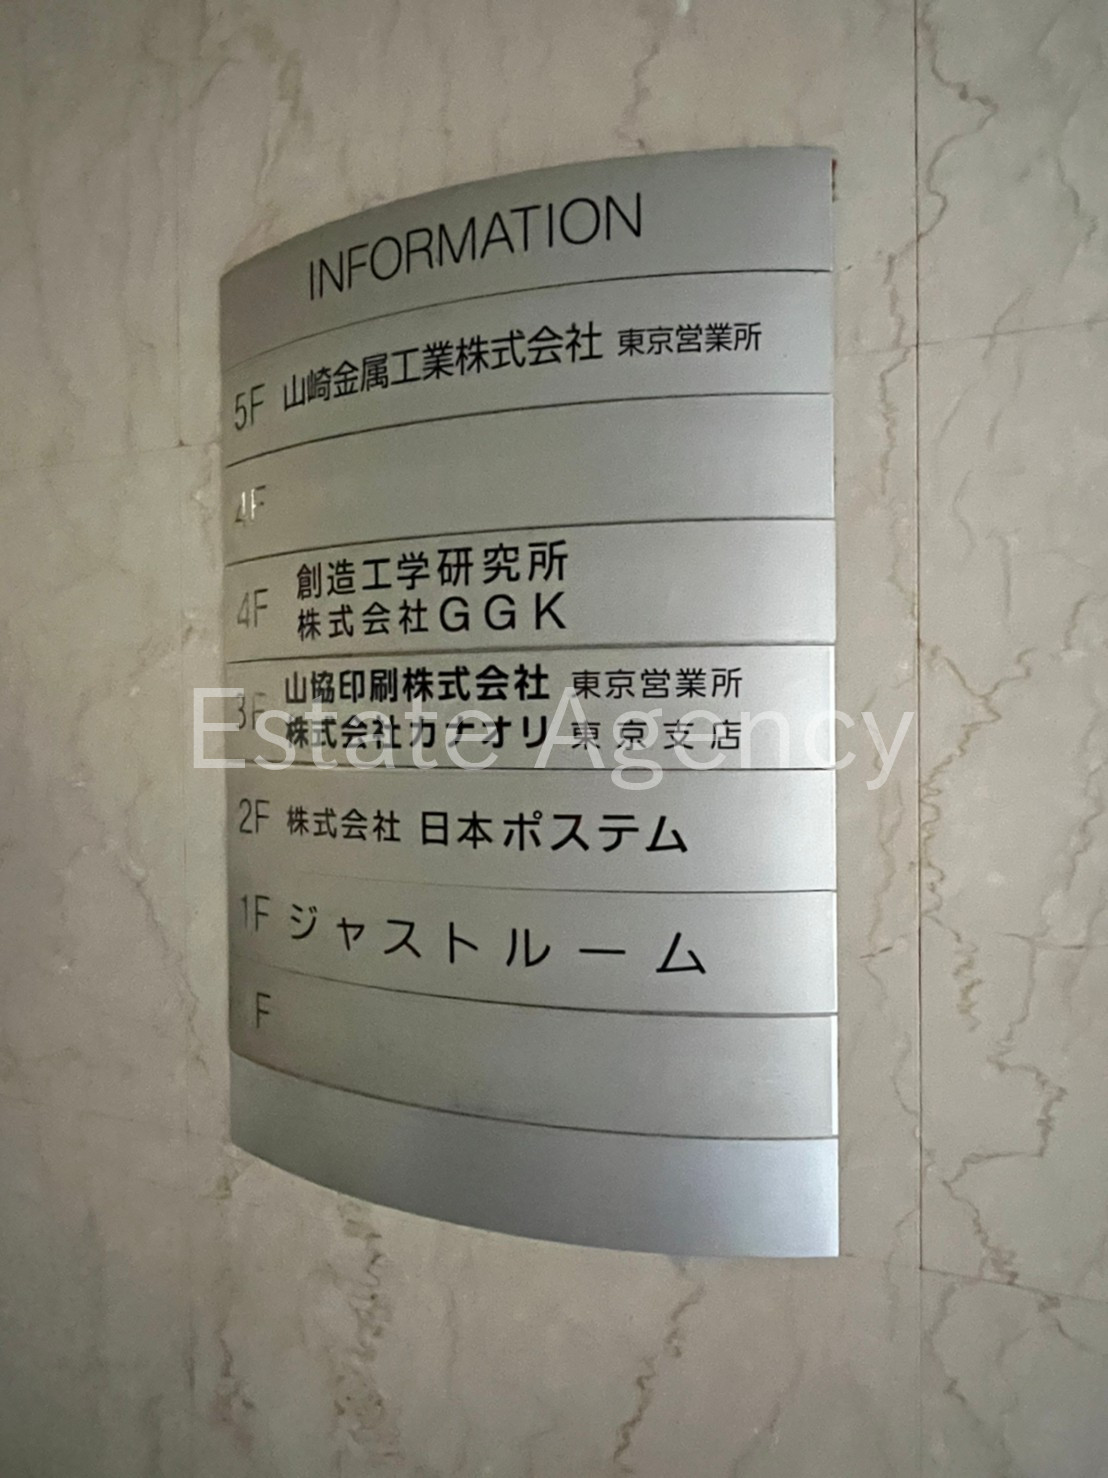 INFORMATION
5F 山崎金属工業株式会社 東京営業所
4F
4F 創造工学研究所
株式会社GGK
3F 山協印刷株式会社 東京営業所
株式会社カナオリ 東京支店
Estate Agency
2F 株式会社 日本ポステム
1F ジャストルーム
F